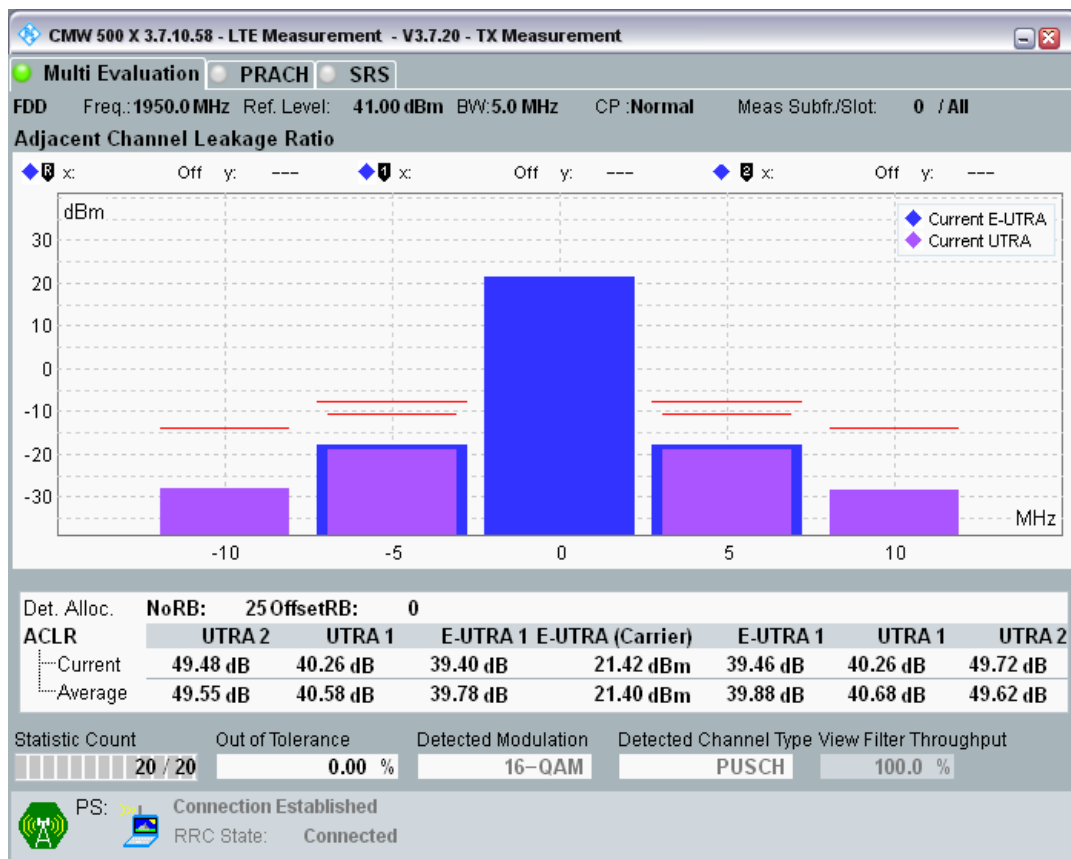 CMW 500 X 3.7.10.58 - LTE Measurement - V3.7.20 - TX Measurement
Multi Evaluation PRACH SRS
FDD Freq.: 1950.0 MHz Ref. Level: 41.00 dBm BW: 5.0 MHz CP : Normal Meas Subfr./Slot: 0 / All
Adjacent Channel Leakage Ratio
R x: Off y: --- 1 x: Off y: --- 2 x: Off y: ---
dBm
Current E-UTRA
Current UTRA
30
20
10
0
-10
-20
-30
MHz
-10 -5 0 5 10
Det. Alloc. NoRB: 25 OffsetRB: 0
ACLR UTRA 2 UTRA 1 E-UTRA 1 E-UTRA (Carrier) E-UTRA 1 UTRA 1 UTRA 2
Current 49.48 dB 40.26 dB 39.40 dB 21.42 dBm 39.46 dB 40.26 dB 49.72 dB
Average 49.55 dB 40.58 dB 39.78 dB 21.40 dBm 39.88 dB 40.68 dB 49.62 dB
Statistic Count Out of Tolerance Detected Modulation Detected Channel Type View Filter Throughput
20 / 20 0.00 % 16-QAM PUSCH 100.0 %
PS: Connection Established
RRC State: Connected